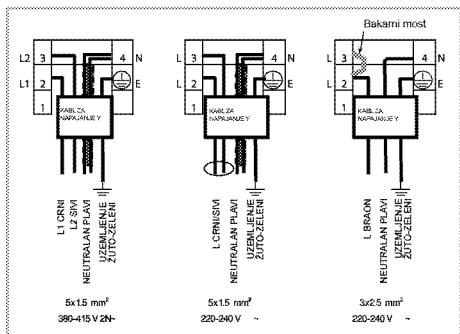 Bakarni most
L2 3 4 N
L1 2 E
1
KABL ZA
NAPAJANJE Y
L1 CRNI
L2 SIVI
NEUTRALAN PLAVI
UZEMLJENJE
ŽUTO-ZELENI
5x1.5 mm²
380-415 V 2N~
L 3 4 N
L 2 E
1
KABL ZA
NAPAJANJE Y
L CRNI/SIVI
NEUTRALAN PLAVI
UZEMLJENJE
ŽUTO-ZELENI
5x1.5 mm²
220-240 V ~
L 3 4 N
L 2 E
1
KABL ZA
NAPAJANJE Y
L BRAON
NEUTRALAN PLAVI
UZEMLJENJE
ŽUTO-ZELENI
3x2.5 mm²
220-240 V ~